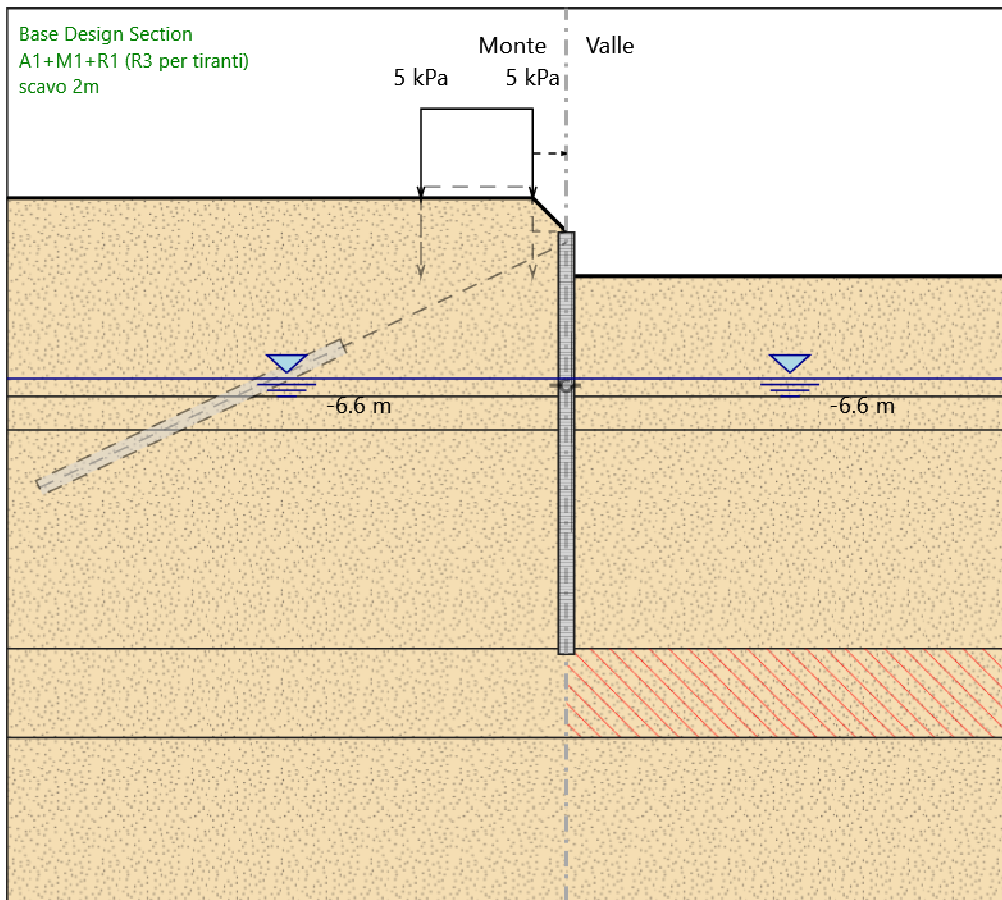 Base Design Section
A1+M1+R1 (R3 per tiranti)
scavo 2m
Monte Valle
5 kPa 5 kPa
-6.6 m -6.6 m